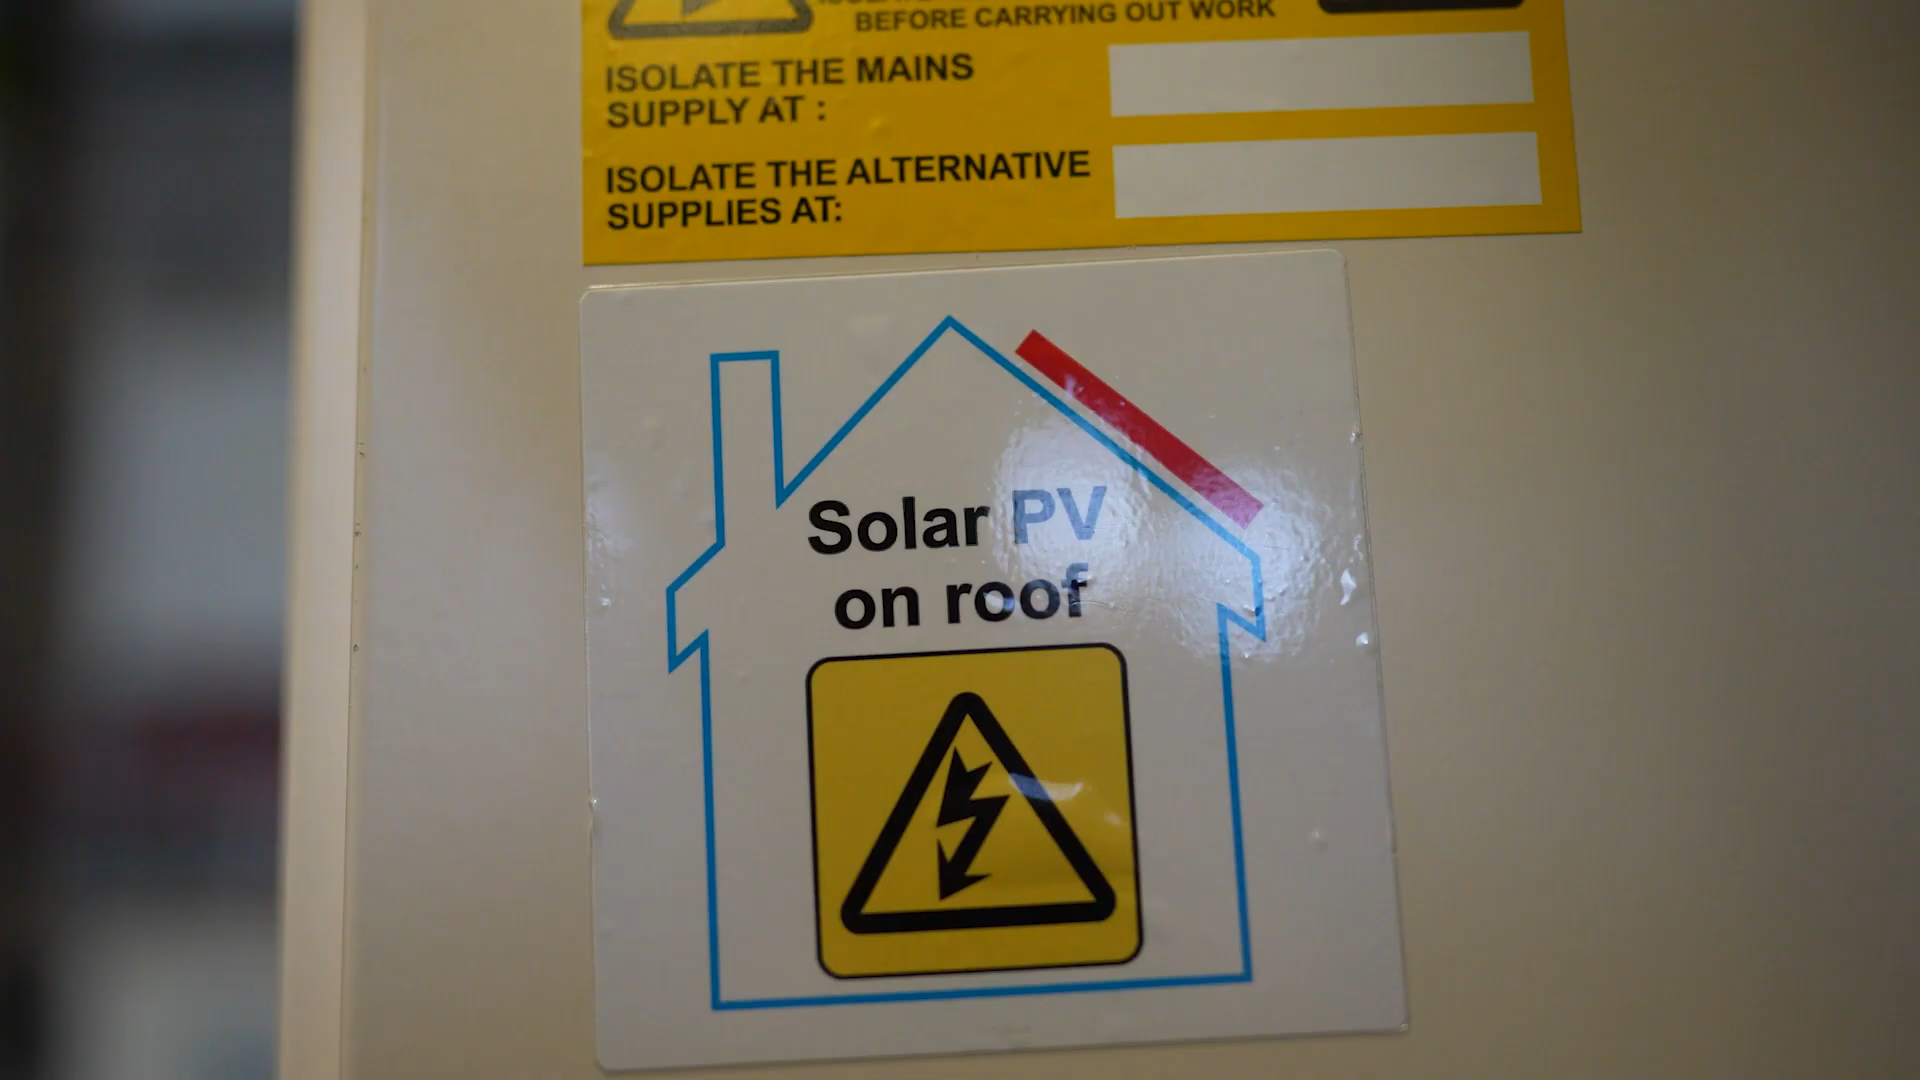 BEFORE CARRYING OUT WORK
ISOLATE THE MAINS
SUPPLY AT :
ISOLATE THE ALTERNATIVE
SUPPLIES AT:
Solar PV
on roof